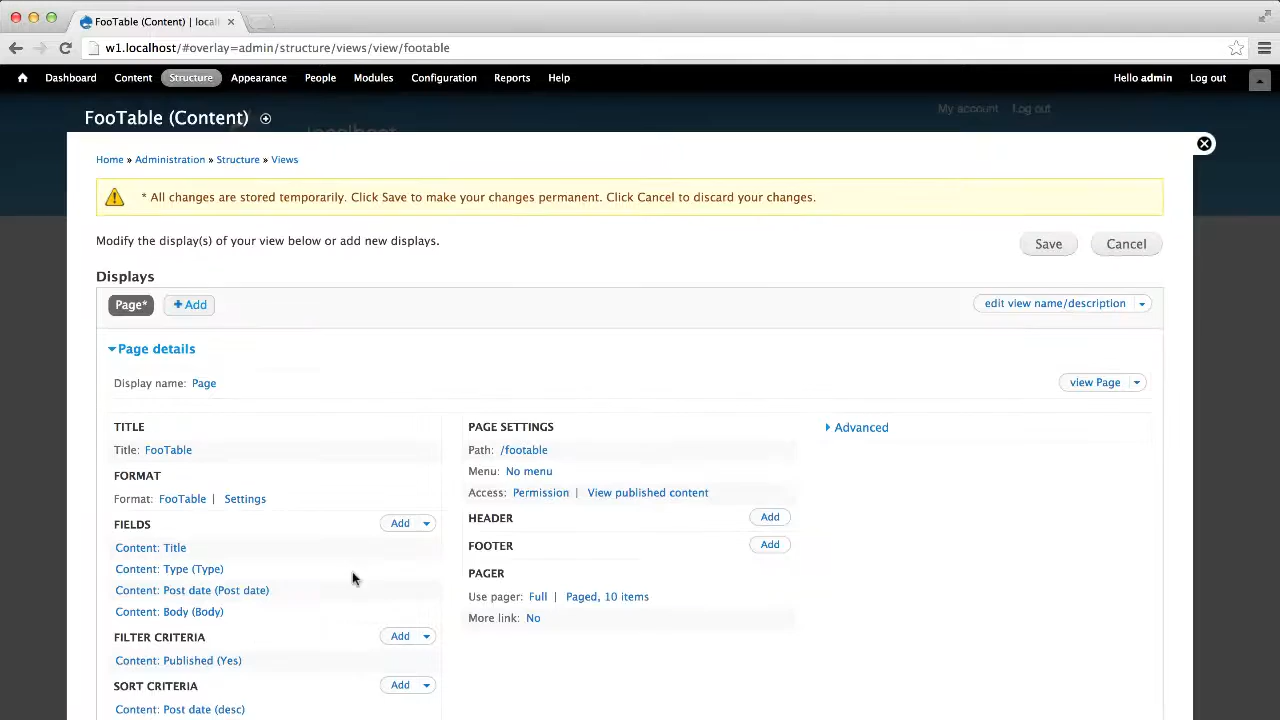 FooTable (Content) | local
w1.localhost/#overlay=admin/structure/views/view/footable
Dashboard Content Structure Appearance People Modules Configuration Reports Help Hello admin Log out
My account Log out
FooTable (Content)
localhost
Home » Administration » Structure » Views
* All changes are stored temporarily. Click Save to make your changes permanent. Click Cancel to discard your changes.
Modify the display(s) of your view below or add new displays.
Save Cancel
Displays
Page* + Add edit view name/description
Page details
Display name: Page view Page
TITLE
Title: FooTable
FORMAT
Format: FooTable | Settings
FIELDS Add
Content: Title
Content: Type (Type)
Content: Post date (Post date)
Content: Body (Body)
FILTER CRITERIA Add
Content: Published (Yes)
SORT CRITERIA Add
Content: Post date (desc)
PAGE SETTINGS
Path: /footable
Menu: No menu
Access: Permission | View published content
HEADER Add
FOOTER Add
PAGER
Use pager: Full | Paged, 10 items
More link: No
Advanced